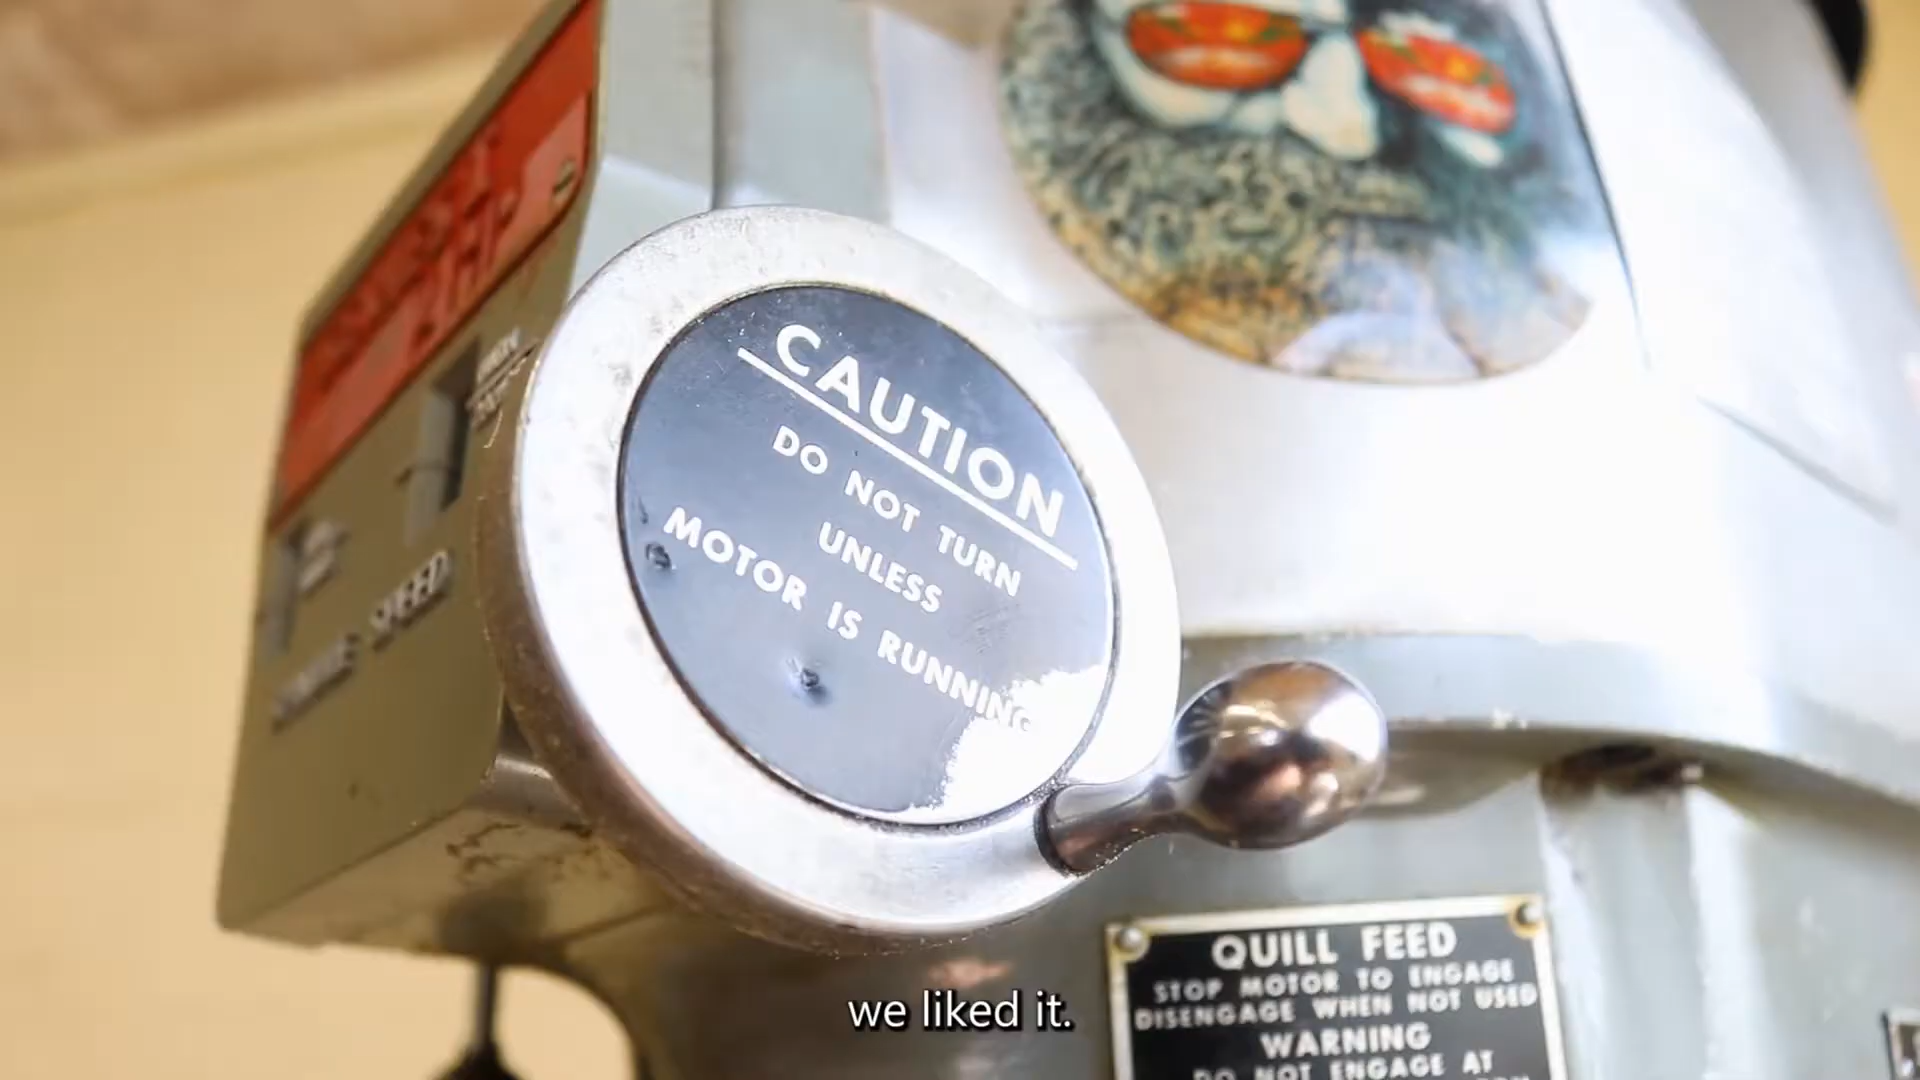 CAUTION
DO NOT TURN
UNLESS
MOTOR IS RUNNING
SPEED
QUILL FEED
STOP MOTOR TO ENGAGE
DISENGAGE WHEN NOT USED
WARNING
DO NOT ENGAGE AT
we liked it.